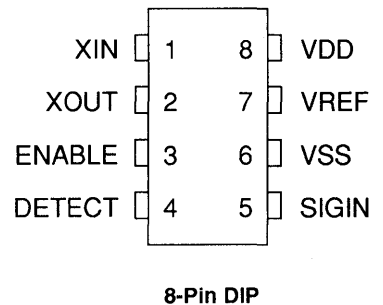 XIN 1 8 VDD
XOUT 2 7 VREF
ENABLE 3 6 VSS
DETECT 4 5 SIGIN
8-Pin DIP